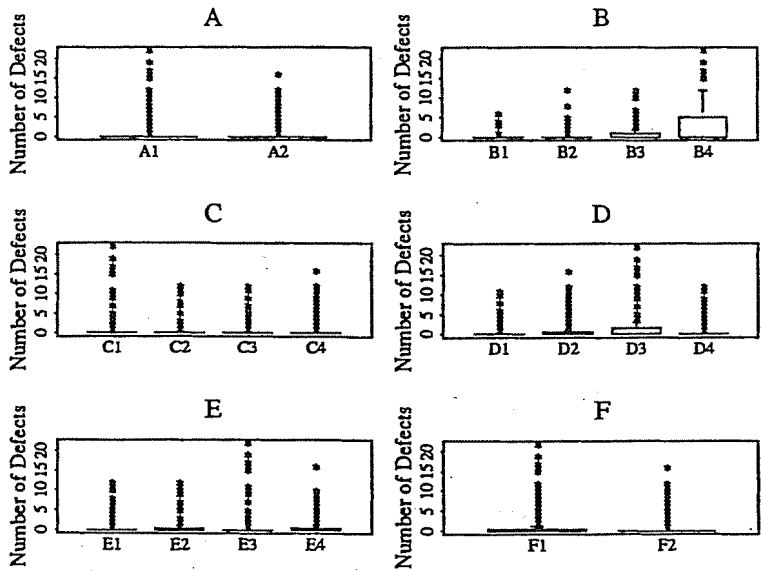 A
Number of Defects
0 5 10 15 20
A1 A2
B
Number of Defects
0 5 10 15 20
B1 B2 B3 B4
C
Number of Defects
0 5 10 15 20
C1 C2 C3 C4
D
Number of Defects
0 5 10 15 20
D1 D2 D3 D4
E
Number of Defects
0 5 10 15 20
E1 E2 E3 E4
F
Number of Defects
0 5 10 15 20
F1 F2